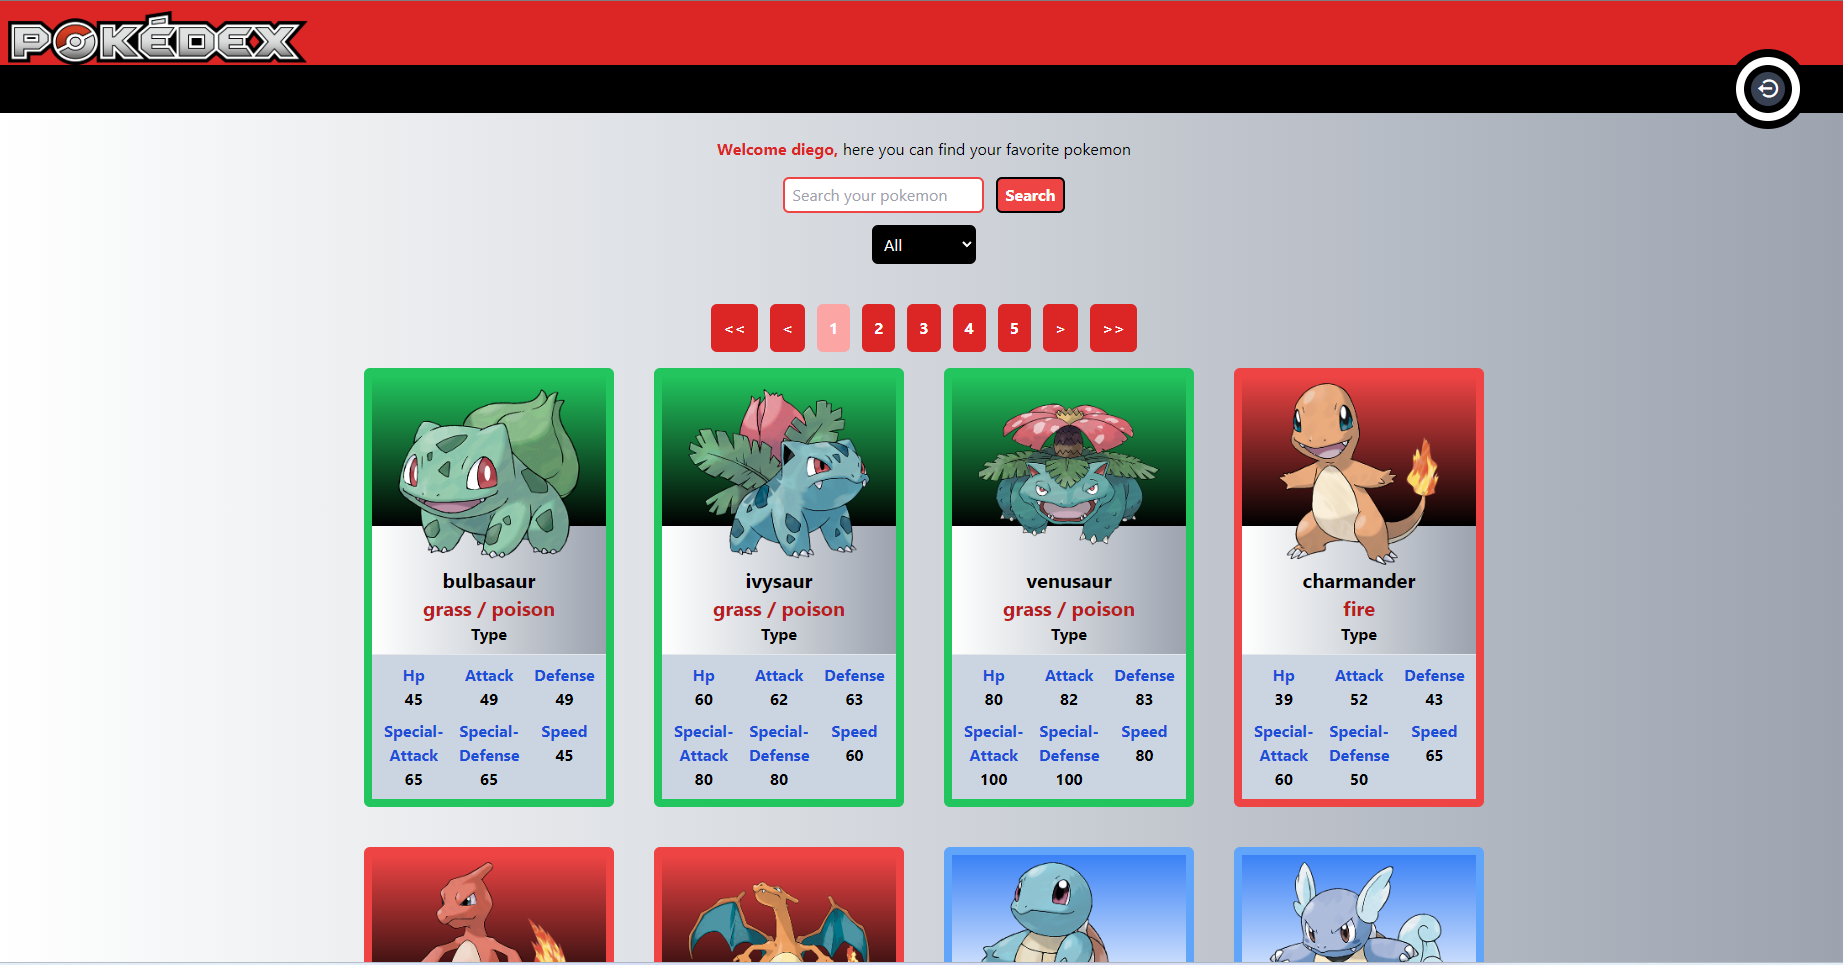 POKÉDEX
Welcome diego, here you can find your favorite pokemon
Search your pokemon Search
All
<< < 1 2 3 4 5 > >>
bulbasaur
grass / poison
Type
Hp Attack Defense
45 49 49
Special-Attack Special-Defense Speed
65 65 45
ivysaur
grass / poison
Type
Hp Attack Defense
60 62 63
Special-Attack Special-Defense Speed
80 80 60
venusaur
grass / poison
Type
Hp Attack Defense
80 82 83
Special-Attack Special-Defense Speed
100 100 80
charmander
fire
Type
Hp Attack Defense
39 52 43
Special-Attack Special-Defense Speed
60 50 65